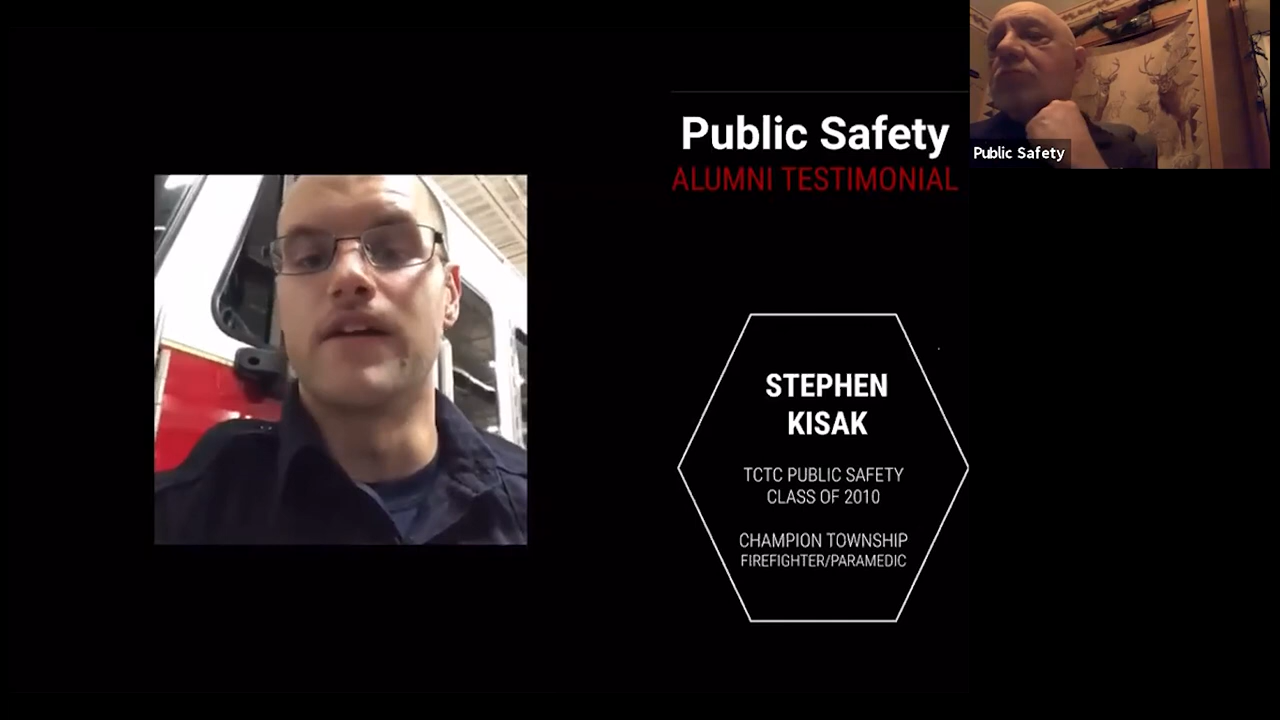 Public Safety
ALUMNI TESTIMONIAL
Public Safety
STEPHEN
KISAK
TCTC PUBLIC SAFETY
CLASS OF 2010
CHAMPION TOWNSHIP
FIREFIGHTER/PARAMEDIC